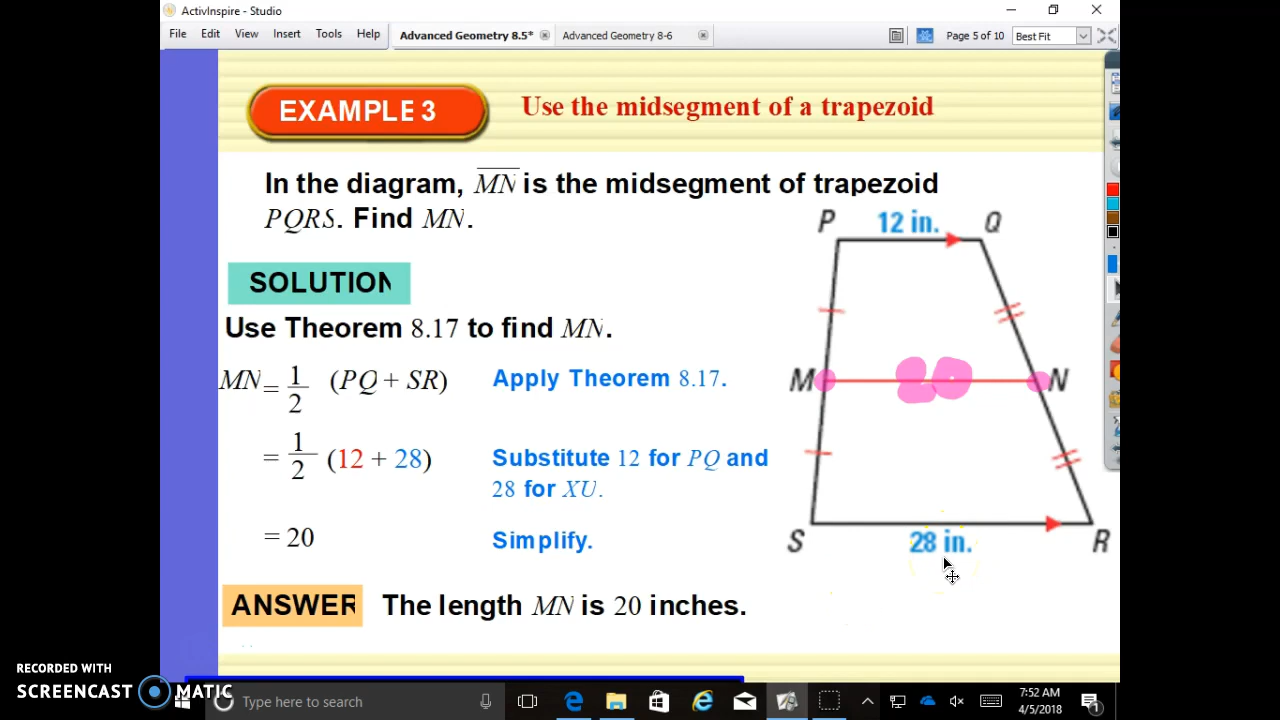 ActivInspire - Studio
File Edit View Insert Tools Help Advanced Geometry 8.5* Advanced Geometry 8-6 Page 5 of 10 Best Fit
EXAMPLE 3 Use the midsegment of a trapezoid
In the diagram, MN is the midsegment of trapezoid
PQRS. Find MN.
P 12 in. Q
SOLUTION
Use Theorem 8.17 to find MN.
MN = 1/2 (PQ + SR) Apply Theorem 8.17.
M N
= 1/2 (12 + 28) Substitute 12 for PQ and
28 for XU.
= 20 Simplify.
S 28 in. R
ANSWER The length MN is 20 inches.
RECORDED WITH
SCREENCAST MATIC
Type here to search
7:52 AM
4/5/2018
1